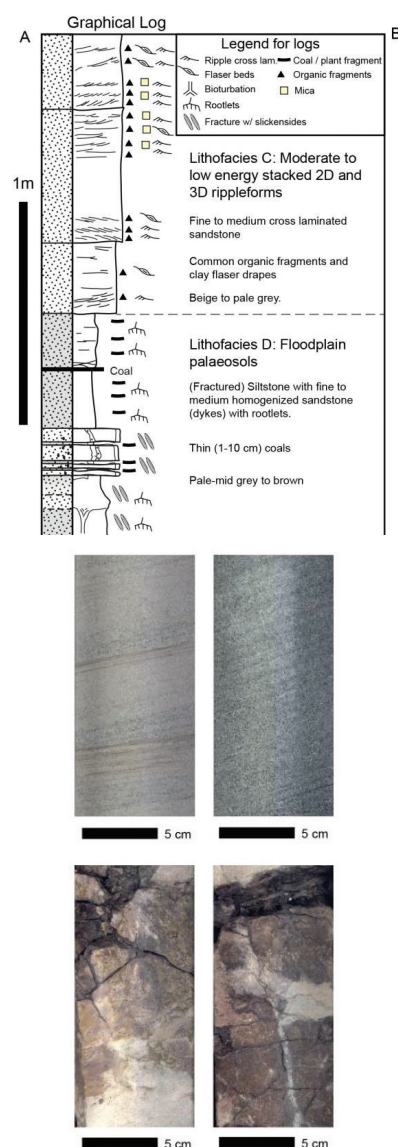 Graphical Log
A
B
Legend for logs
Ripple cross lam.
Flaser beds
Bioturbation
Rootlets
Fracture w/ slickensides
Coal / plant fragment
Organic fragments
Mica
1m
Lithofacies C: Moderate to
low energy stacked 2D and
3D rippleforms
Fine to medium cross laminated
sandstone
Common organic fragments and
clay flaser drapes
Beige to pale grey.
Coal
Lithofacies D: Floodplain
palaeosols
(Fractured) Siltstone with fine to
medium homogenized sandstone
(dykes) with rootlets.
Thin (1-10 cm) coals
Pale-mid grey to brown
5 cm
5 cm
5 cm
5 cm